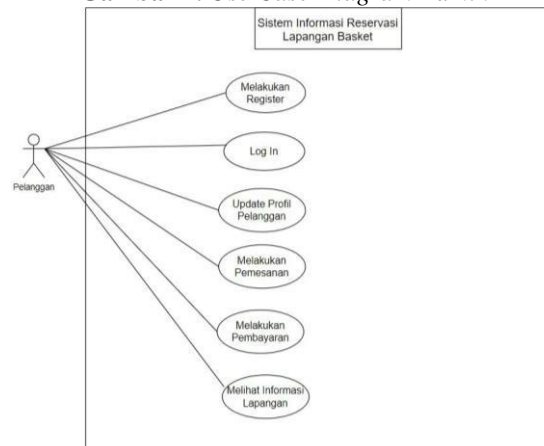 Sistem Informasi Reservasi
Lapangan Basket
Melakukan
Register
Log In
Pelanggan
Update Profil
Pelanggan
Melakukan
Pemesanan
Melakukan
Pembayaran
Melihat Informasi
Lapangan